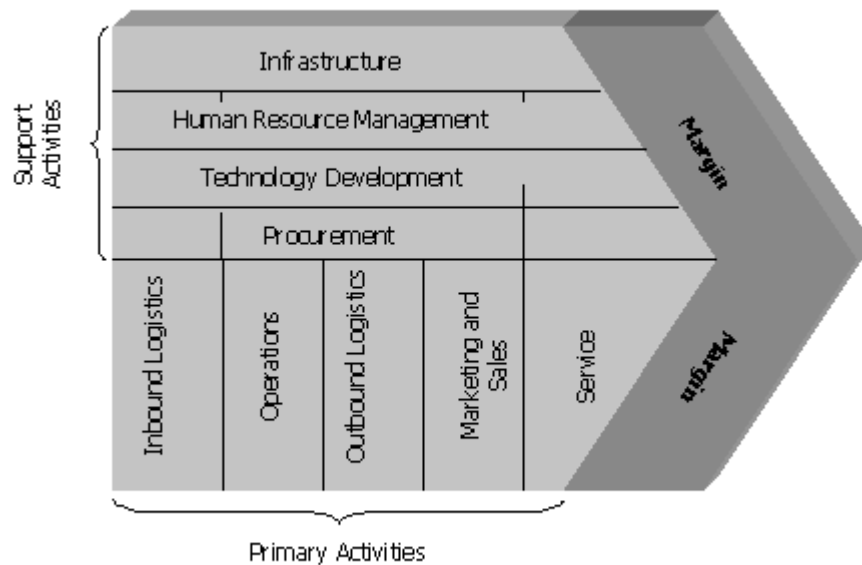 Infrastructure
Human Resource Management
Technology Development
Procurement
Support
Activities
Margin
Margin
Inbound Logistics
Operations
Outbound Logistics
Marketing and
Sales
Service
Primary Activities